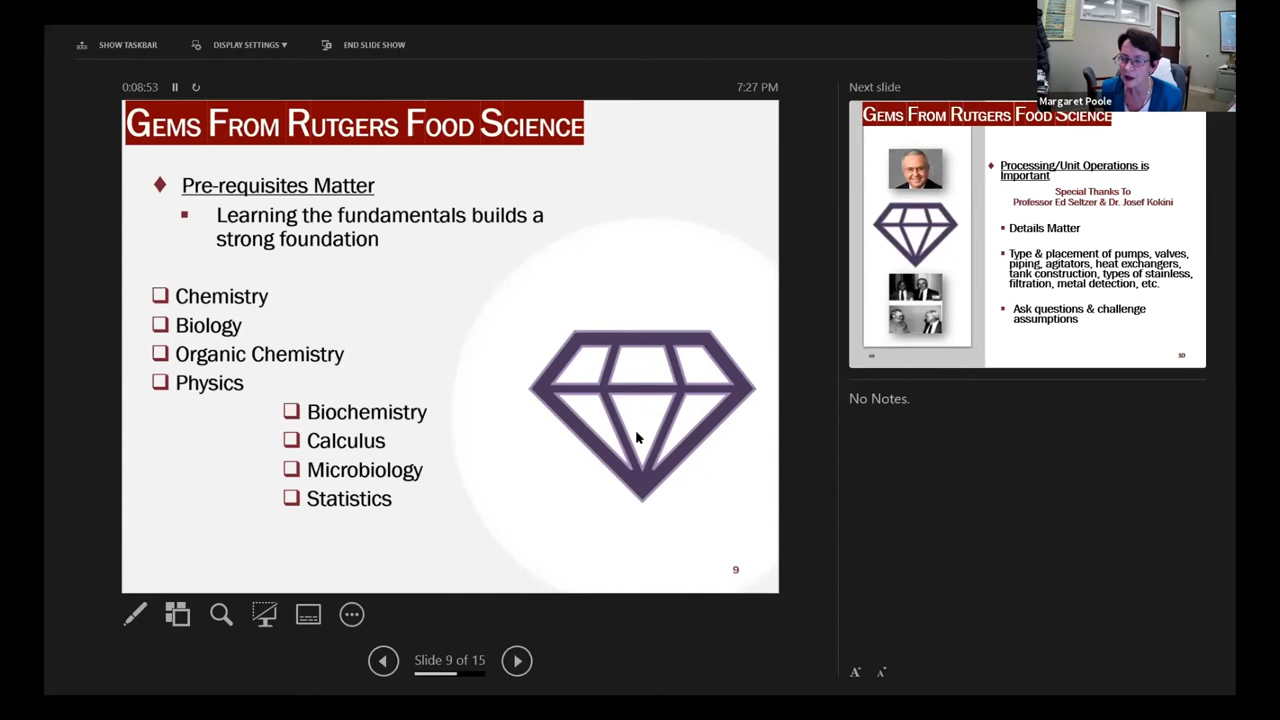 SHOW TASKBAR DISPLAY SETTINGS ▼ END SLIDE SHOW
0:08:53 7:27 PM
GEMS FROM RUTGERS FOOD SCIENCE
Pre-requisites Matter
Learning the fundamentals builds a
strong foundation
Chemistry
Biology
Organic Chemistry
Physics
Biochemistry
Calculus
Microbiology
Statistics
9
Slide 9 of 15
Next slide
GEMS FROM RUTGERS FOOD SCIENCE
Processing/Unit Operations is
Important
Special Thanks To
Professor Ed Seltzer & Dr. Josef Kokini
Details Matter
Type & placement of pumps, valves,
piping, agitators, heat exchangers,
tank construction, types of stainless,
filtration, metal detection, etc.
Ask questions & challenge
assumptions
10
No Notes.
A A
Margaret Poole